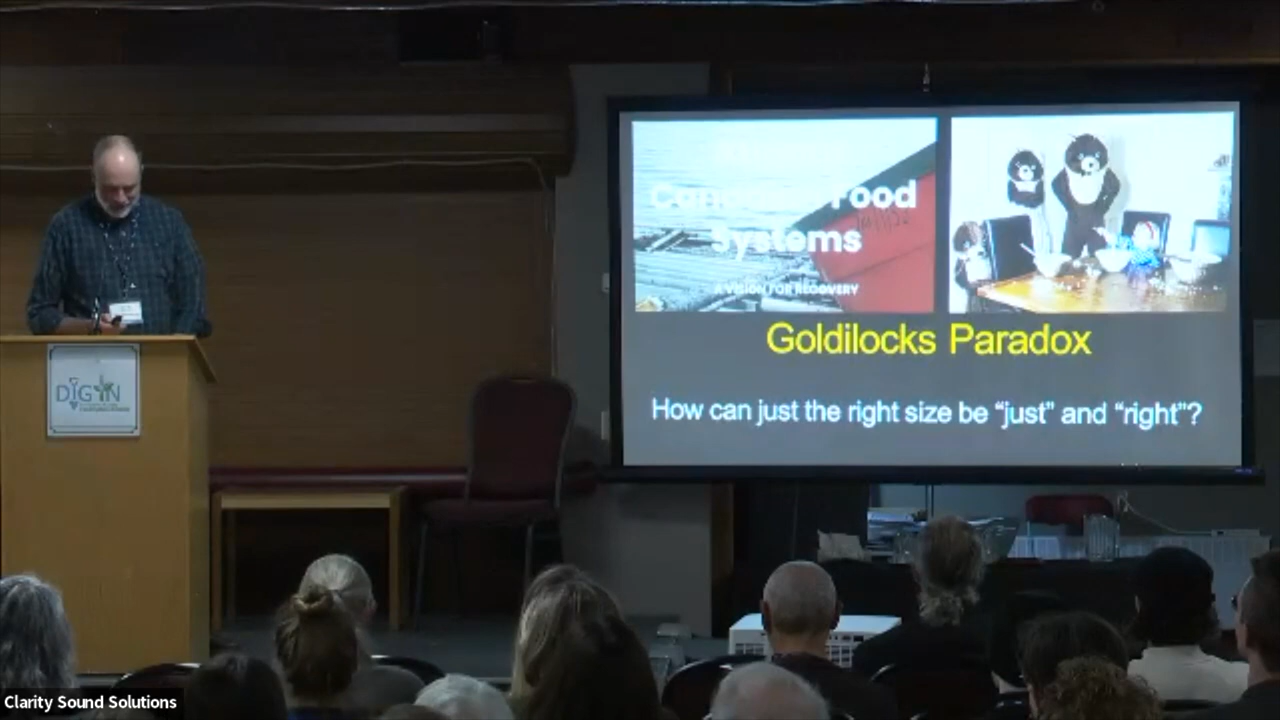 Food
Systems
A VISION FOR RECOVERY
Goldilocks Paradox
How can just the right size be “just” and “right”?
DIGIN
Clarity Sound Solutions